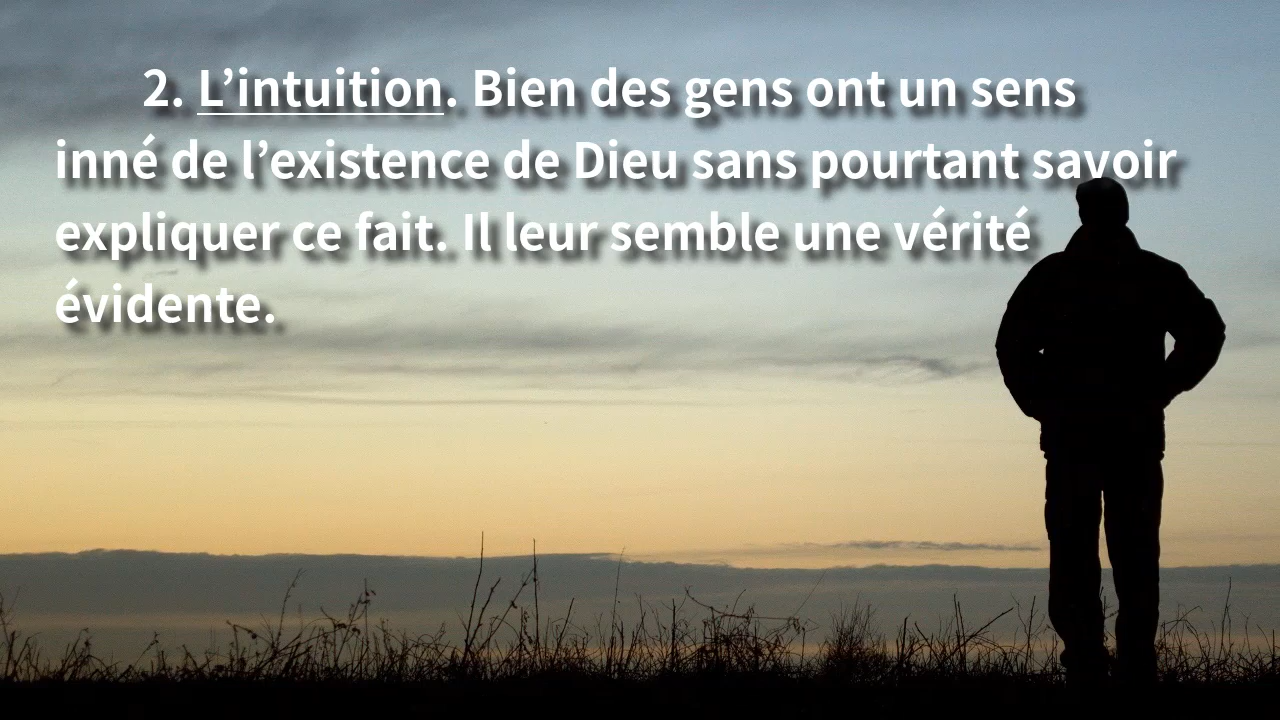 2. L’intuition. Bien des gens ont un sens
inné de l’existence de Dieu sans pourtant savoir
expliquer ce fait. Il leur semble une vérité
évidente.